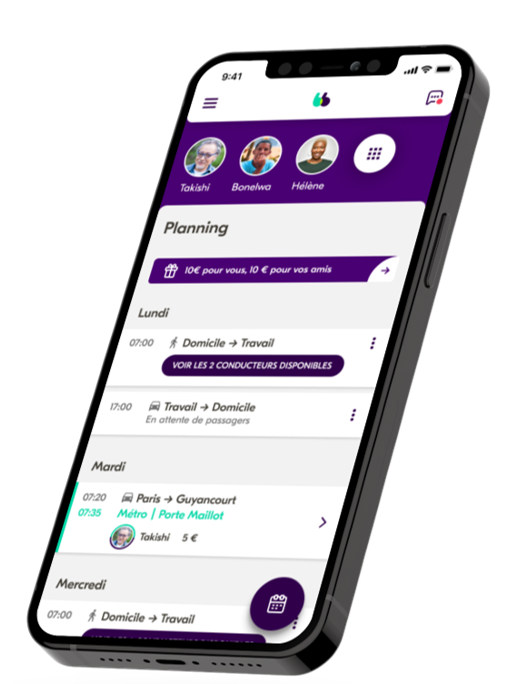 9:41
Takishi Bonelwa Hélène
Planning
10€ pour vous, 10 € pour vos amis
Lundi
07:00 Domicile → Travail
VOIR LES 2 CONDUCTEURS DISPONIBLES
17:00 Travail → Domicile
En attente de passagers
Mardi
07:20 Paris → Guyancourt
07:35 Métro | Porte Maillot
Takishi 5 €
Mercredi
07:00 Domicile → Travail